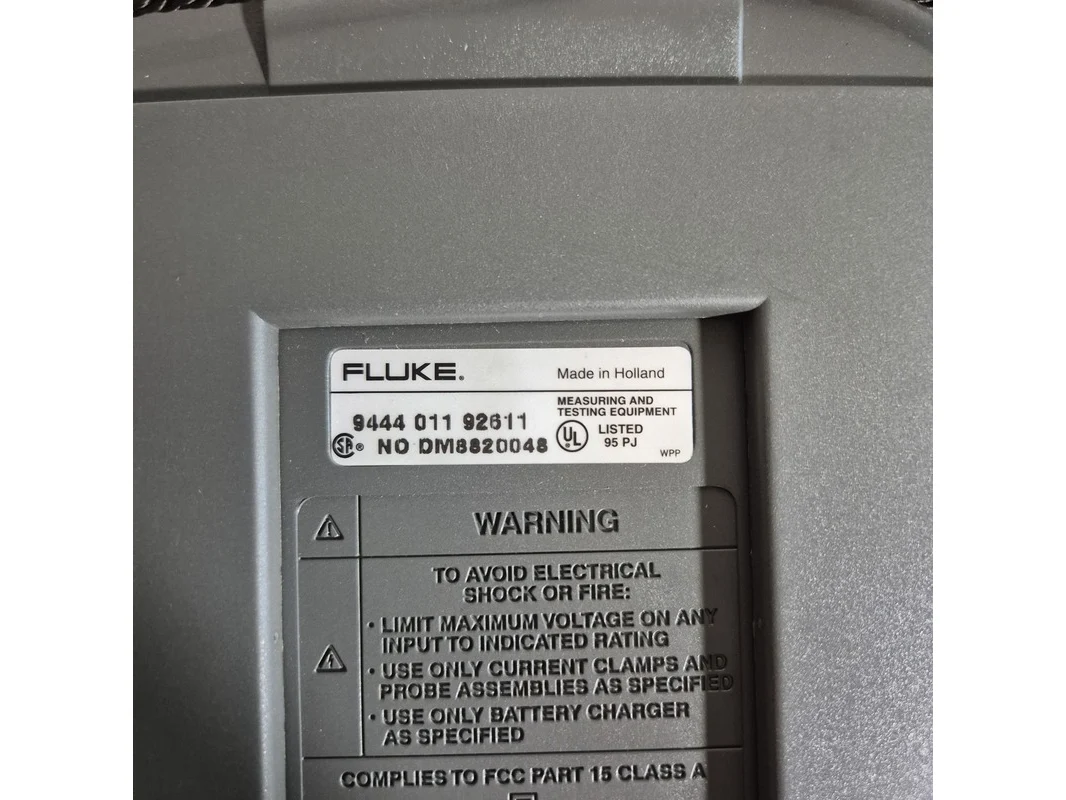 FLUKE®
Made in Holland
9444 011 92611
NO DM8820048
MEASURING AND
TESTING EQUIPMENT
UL LISTED
95 PJ
WPP
WARNING
TO AVOID ELECTRICAL
SHOCK OR FIRE:
• LIMIT MAXIMUM VOLTAGE ON ANY
INPUT TO INDICATED RATING
• USE ONLY CURRENT CLAMPS AND
PROBE ASSEMBLIES AS SPECIFIED
• USE ONLY BATTERY CHARGER
AS SPECIFIED
COMPLIES TO FCC PART 15 CLASS A